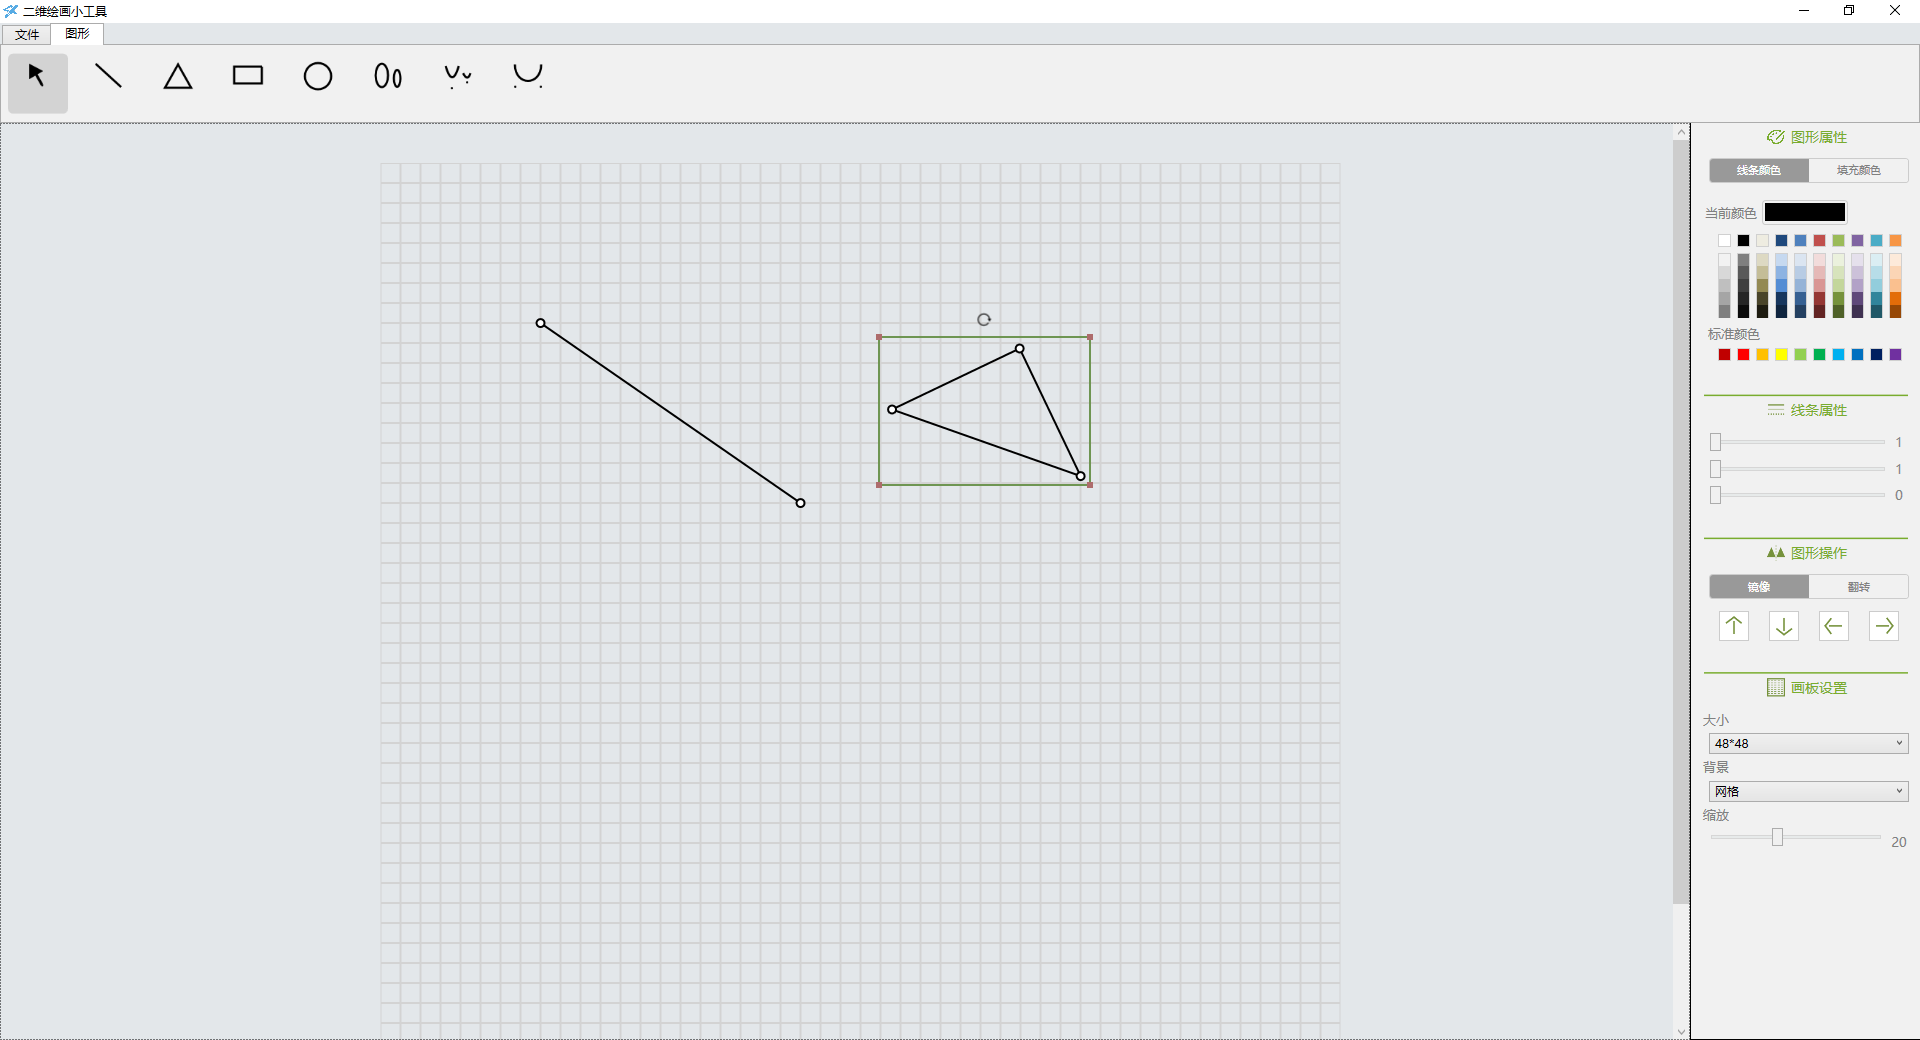 二维绘画小工具
文件 图形
图形属性
线条颜色 填充颜色
当前颜色
标准颜色
线条属性
1
1
0
图形操作
镜像 翻转
画板设置
大小
48*48
背景
网格
缩放
20